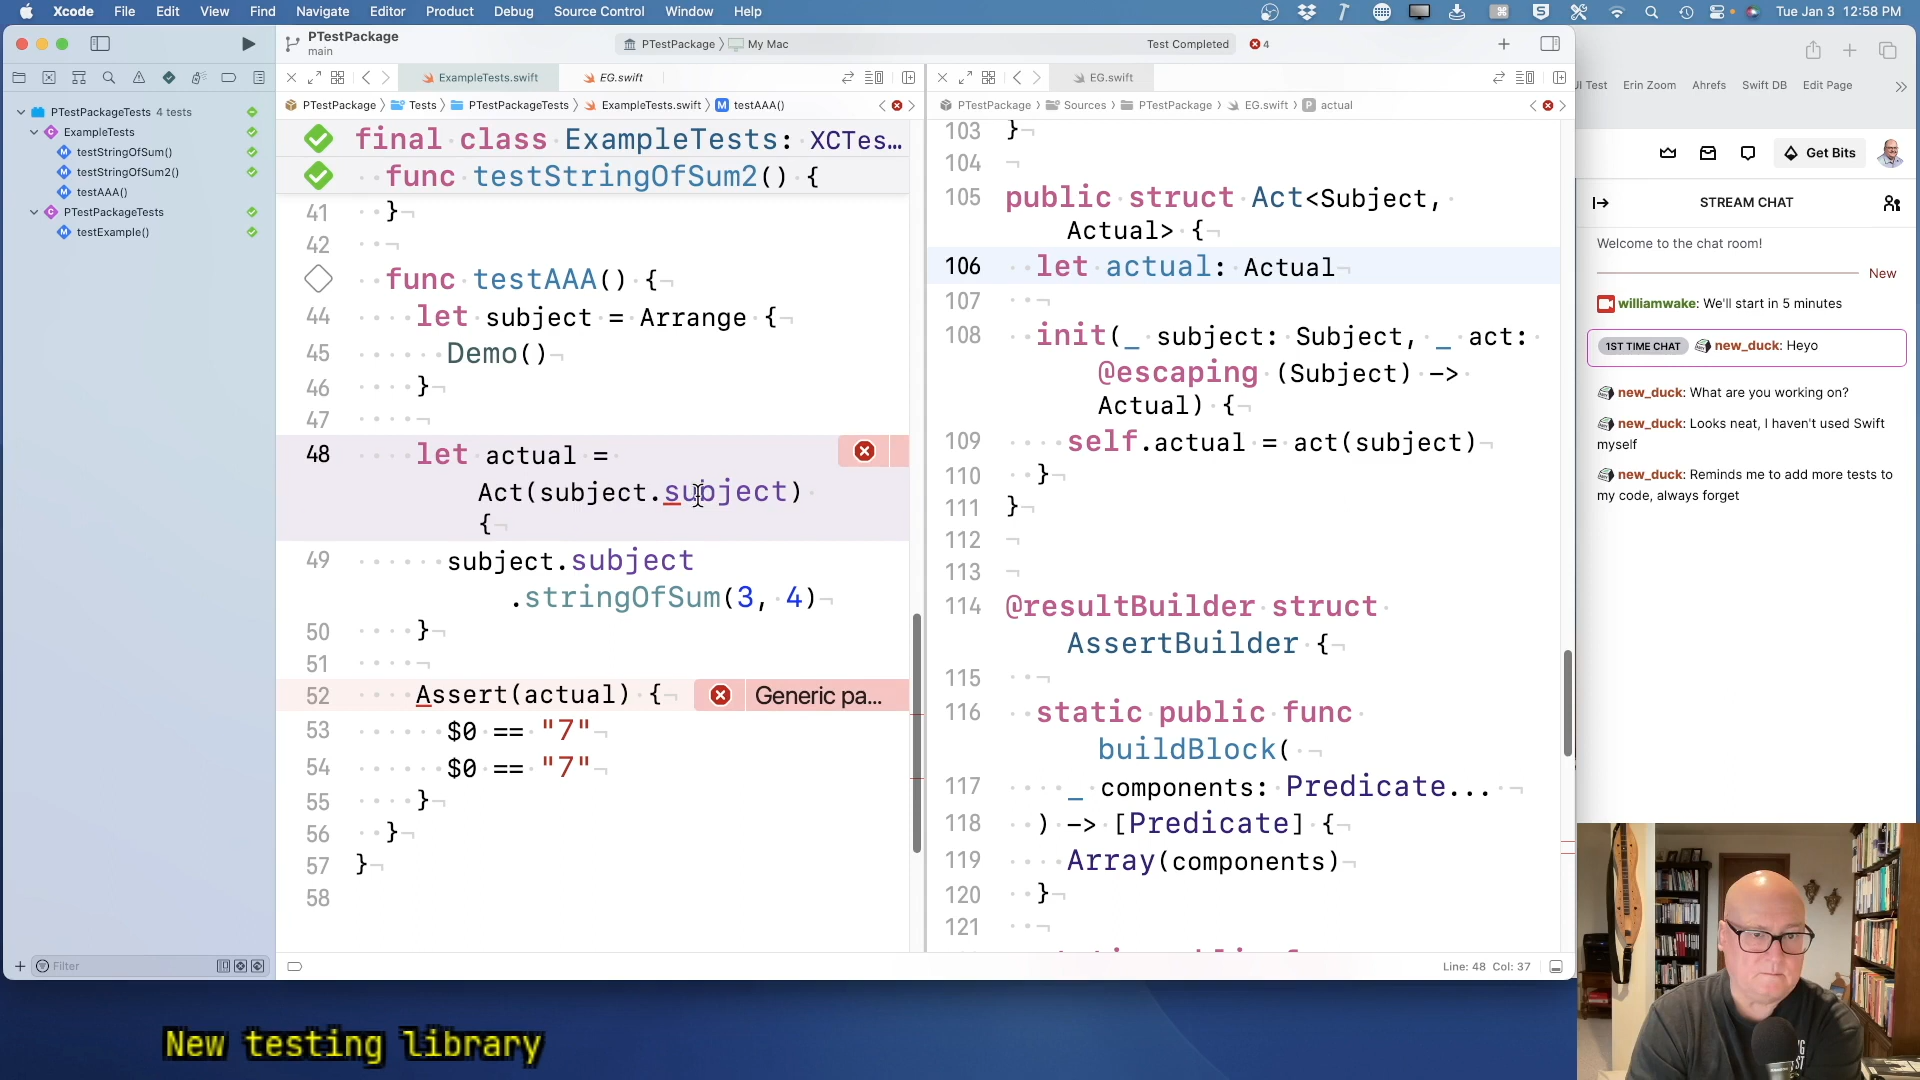 Xcode File Edit View Find Navigate Editor Product Debug Source Control Window Help
Tue Jan 3 12:58 PM
PTestPackage
main
PTestPackage My Mac
Test Completed
4
ExampleTests.swift
EG.swift
EG.swift
PTestPackage Tests PTestPackageTests ExampleTests.swift M testAAA()
PTestPackage Sources PTestPackage EG.swift P actual
PTestPackageTests 4 tests
C ExampleTests
M testStringOfSum()
M testStringOfSum2()
M testAAA()
C PTestPackageTests
M testExample()
Filter
final class ExampleTests: XCTes…
func testStringOfSum2() {
41 }
42
func testAAA() {
44 let subject = Arrange {
45 Demo()
46 }
47
48 let actual =
Act(subject.subject)
{
49 subject.subject
.stringOfSum(3, 4)
50 }
51
52 Assert(actual) {
Generic pa...
53 $0 == "7"
54 $0 == "7"
55 }
56 }
57 }
58
103 }
104
105 public struct Act<Subject,
Actual> {
106 let actual: Actual
107
108 init(_ subject: Subject, _ act:
@escaping (Subject) ->
Actual) {
109 self.actual = act(subject)
110 }
111 }
112
113
114 @resultBuilder struct
AssertBuilder {
115
116 static public func
buildBlock(
117 _ components: Predicate...
118 ) -> [Predicate] {
119 Array(components)
120 }
121
Line: 48 Col: 37
UI Test Erin Zoom Ahrefs Swift DB Edit Page
Get Bits
STREAM CHAT
Welcome to the chat room!
New
williamwake: We'll start in 5 minutes
1ST TIME CHAT new_duck: Heyo
new_duck: What are you working on?
new_duck: Looks neat, I haven't used Swift
myself
new_duck: Reminds me to add more tests to
my code, always forget
New testing library